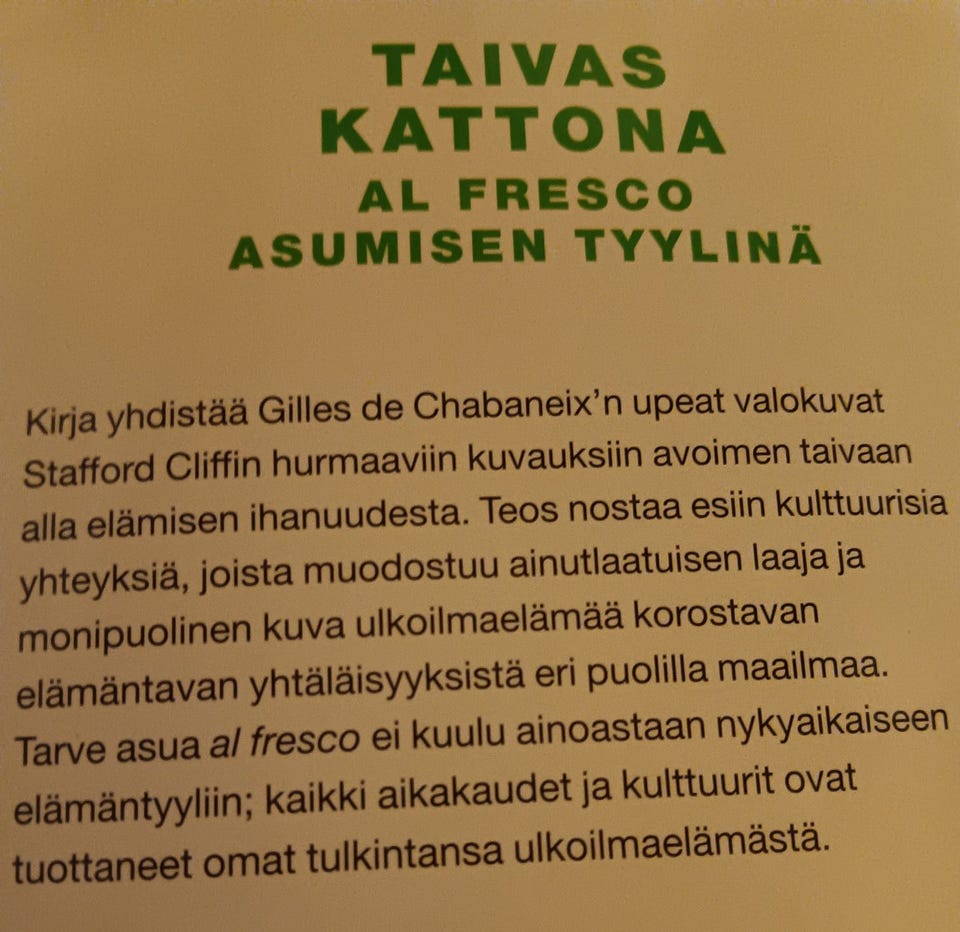 TAIVAS
KATTONA
AL FRESCO
ASUMISEN TYYLINÄ
Kirja yhdistää Gilles de Chabaneix’n upeat valokuvat
Stafford Cliffin hurmaaviin kuvauksiin avoimen taivaan
alla elämisen ihanuudesta. Teos nostaa esiin kulttuurisia
yhteyksiä, joista muodostuu ainutlaatuisen laaja ja
monipuolinen kuva ulkoilmaelämää korostavan
elämäntavan yhtäläisyyksistä eri puolilla maailmaa.
Tarve asua al fresco ei kuulu ainoastaan nykyaikaiseen
elämäntyyliin; kaikki aikakaudet ja kulttuurit ovat
tuottaneet omat tulkintansa ulkoilmaelämästä.